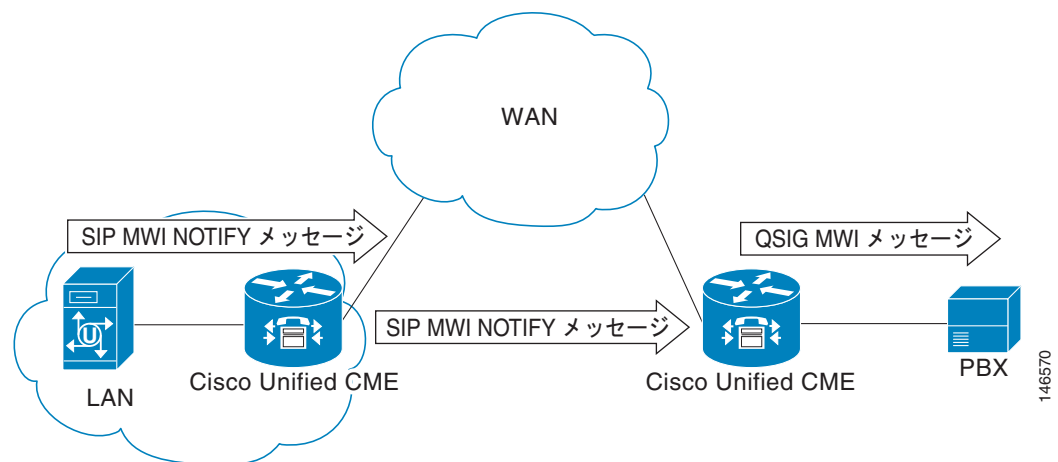 WAN
SIP MWI NOTIFY メッセージ
QSIG MWI メッセージ
SIP MWI NOTIFY メッセージ
U
LAN
Cisco Unified CME
Cisco Unified CME
PBX
146570